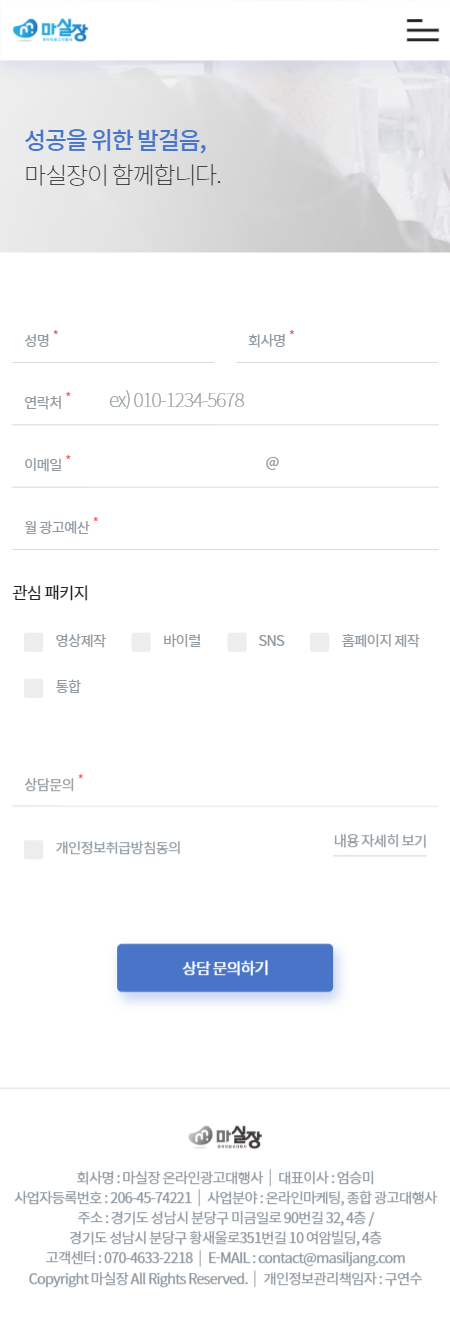 마실장
성공을 위한 발걸음,
마실장이 함께합니다.
성명 * 회사명 *
연락처 * ex) 010-1234-5678
이메일 * @
월 광고예산 *
관심 패키지
영상제작 바이럴 SNS 홈페이지 제작
통합
상담문의 *
개인정보취급방침동의 내용 자세히 보기
상담 문의하기
마실장
회사명 : 마실장 온라인광고대행사 | 대표이사 : 엄승미
사업자등록번호 : 206-45-74221 | 사업분야 : 온라인마케팅, 종합 광고대행사
주소 : 경기도 성남시 분당구 미금일로 90번길 32, 4층 /
경기도 성남시 분당구 황새울로351번길 10 여암빌딩, 4층
고객센터 : 070-4633-2218 | E-MAIL : contact@masiljang.com
Copyright 마실장 All Rights Reserved. | 개인정보관리책임자 : 구연수